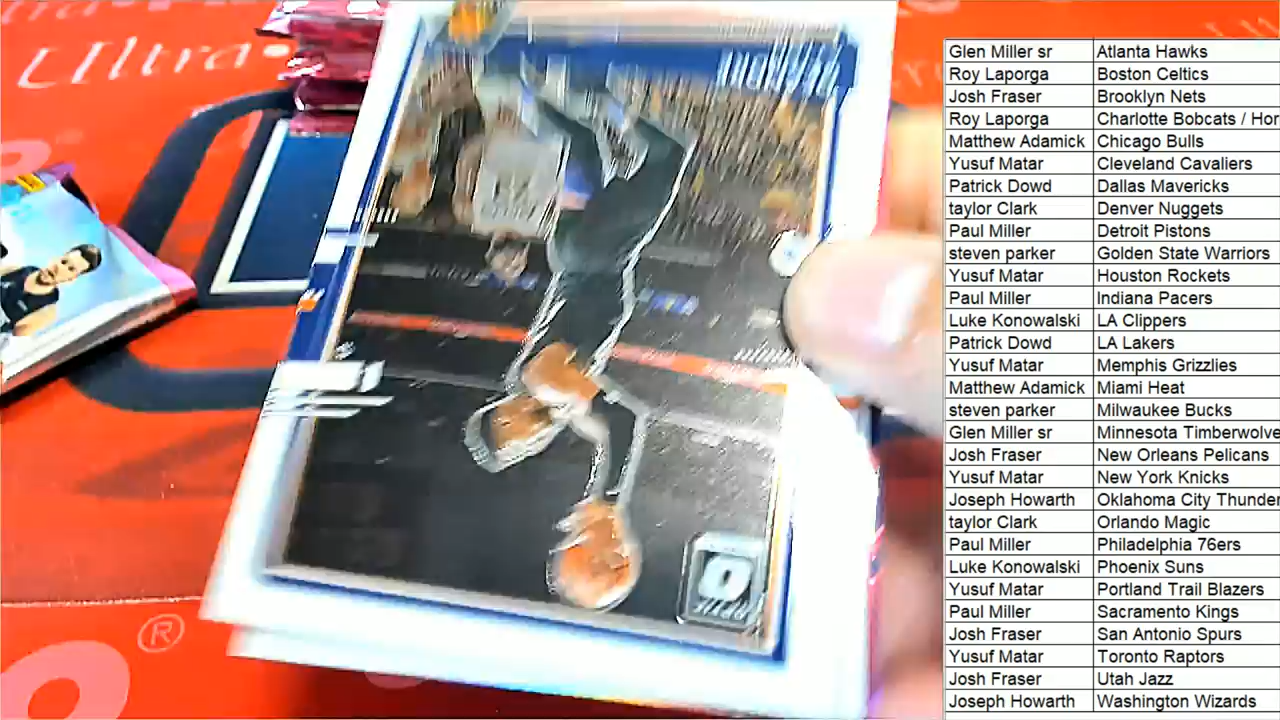 Ultra
®
Glen Miller sr Atlanta Hawks
Roy Laporga Boston Celtics
Josh Fraser Brooklyn Nets
Roy Laporga Charlotte Bobcats / Hor
Matthew Adamick Chicago Bulls
Yusuf Matar Cleveland Cavaliers
Patrick Dowd Dallas Mavericks
taylor Clark Denver Nuggets
Paul Miller Detroit Pistons
steven parker Golden State Warriors
Yusuf Matar Houston Rockets
Paul Miller Indiana Pacers
Luke Konowalski LA Clippers
Patrick Dowd LA Lakers
Yusuf Matar Memphis Grizzlies
Matthew Adamick Miami Heat
steven parker Milwaukee Bucks
Glen Miller sr Minnesota Timberwolve
Josh Fraser New Orleans Pelicans
Yusuf Matar New York Knicks
Joseph Howarth Oklahoma City Thunder
taylor Clark Orlando Magic
Paul Miller Philadelphia 76ers
Luke Konowalski Phoenix Suns
Yusuf Matar Portland Trail Blazers
Paul Miller Sacramento Kings
Josh Fraser San Antonio Spurs
Yusuf Matar Toronto Raptors
Josh Fraser Utah Jazz
Joseph Howarth Washington Wizards